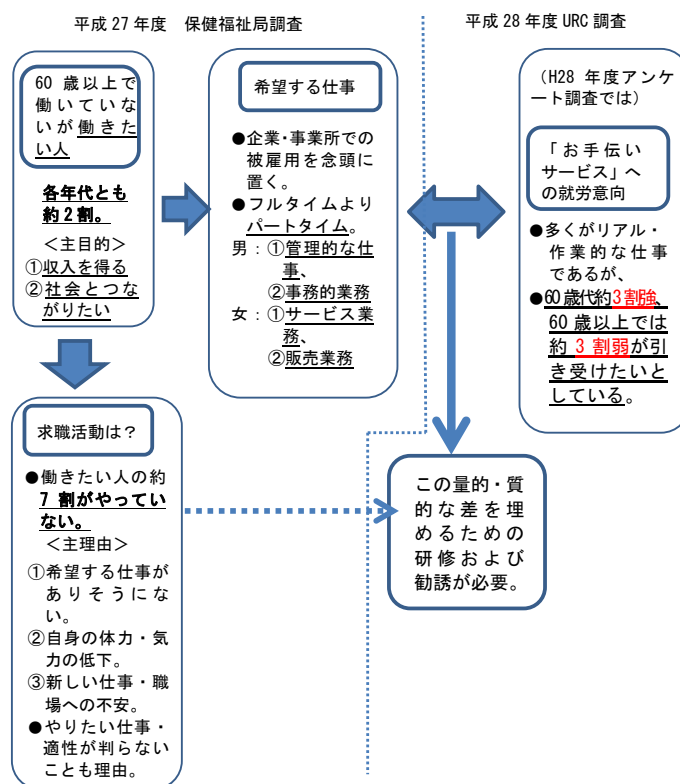 平成 27 年度　保健福祉局調査
60 歳以上で
働いていな
いが働きた
い人
各年代とも
約２割。
＜主目的＞
①収入を得る
②社会とつな
がりたい
希望する仕事
●企業・事業所での
被雇用を念頭に
置く。
●フルタイムより
パートタイム。
男：①管理的な仕
事、
②事務的業務
女：①サービス業
務、
②販売業務
求職活動は？
●働きたい人の約
7 割がやってい
ない。
＜主理由＞
①希望する仕事が
ありそうにな
い。
②自身の体力・気
力の低下。
③新しい仕事・職
場への不安。
●やりたい仕事・
適性が判らない
ことも理由。
平成 28 年度 URC 調査
（H28 年度アンケ
ート調査では）
「お手伝い
サービス」へ
の就労意向
●多くがリアル・
作業的な仕事
であるが、
●60 歳代約３割強、
60 歳以上では
約 3 割弱が引
き受けたいと
している。
この量的・質
的な差を埋
めるための
研修および
勧誘が必要。